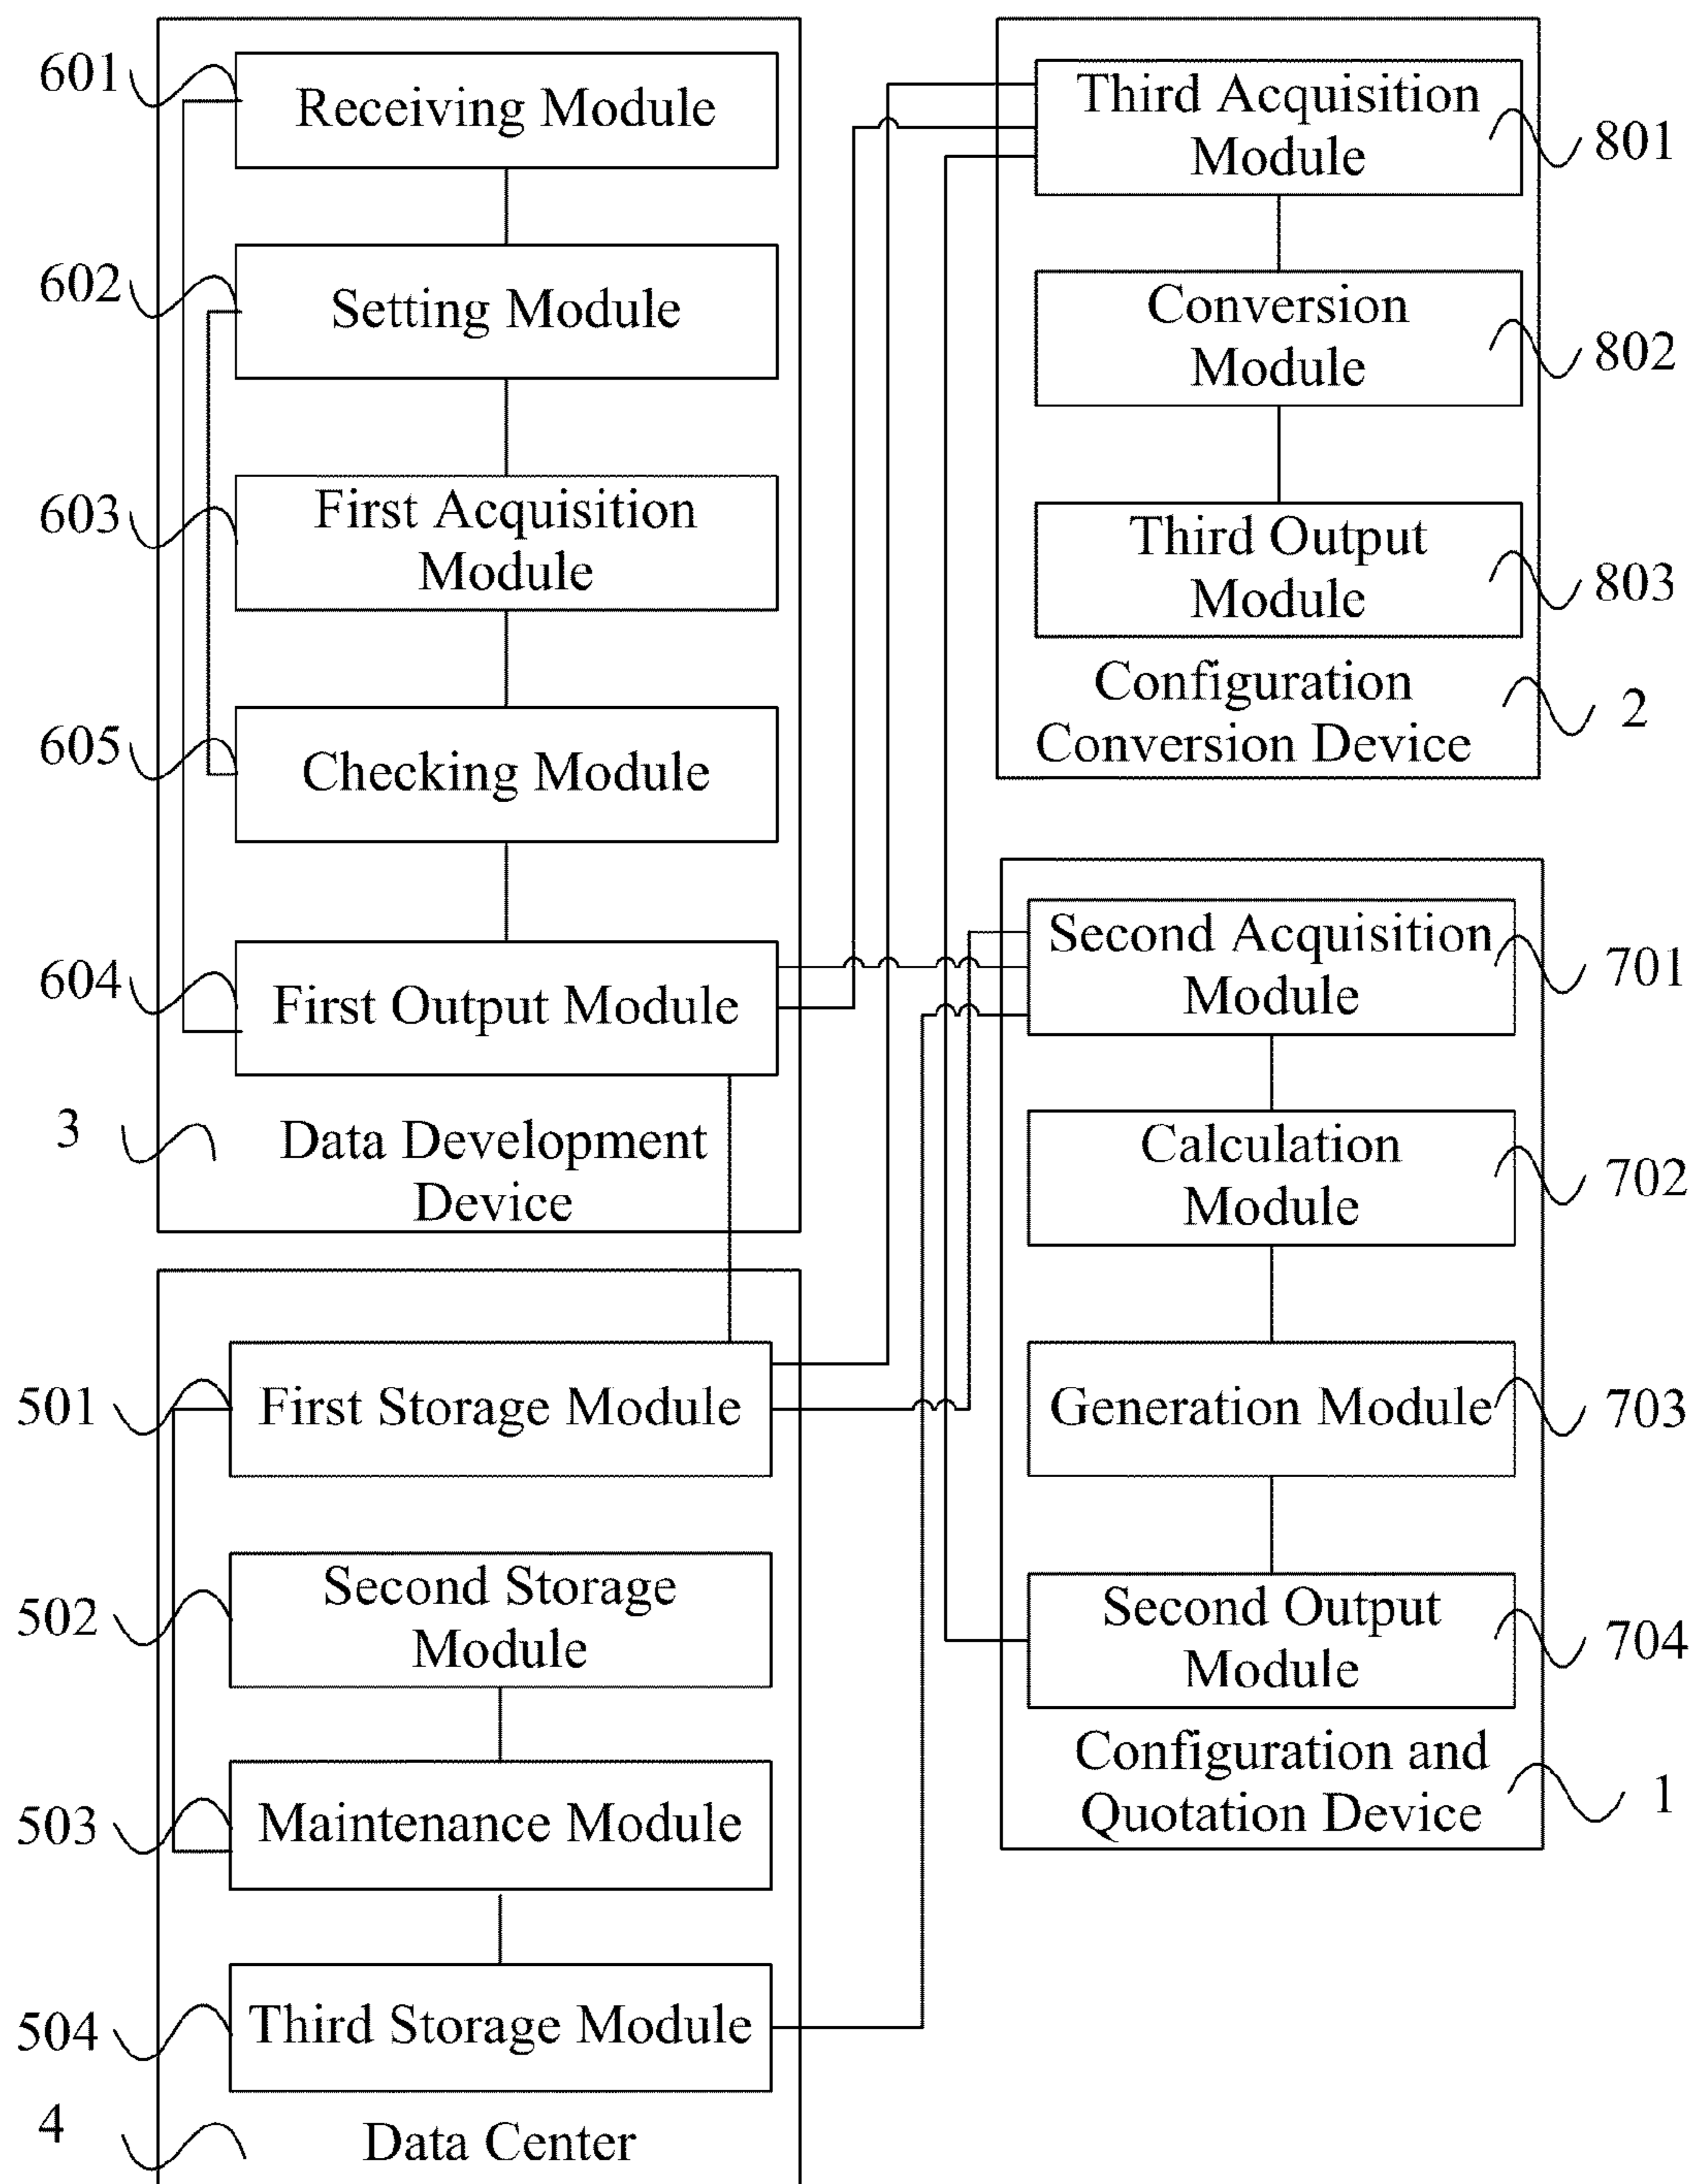 601
Receiving Module
602
Setting Module
603
First Acquisition
Module
605
Checking Module
604
First Output Module
3
Data Development
Device
501
First Storage Module
502
Second Storage
Module
503
Maintenance Module
504
Third Storage Module
4
Data Center
Third Acquisition
Module
801
Conversion
Module
802
Third Output
Module
803
Configuration
Conversion Device
2
Second Acquisition
Module
701
Calculation
Module
702
Generation Module
703
Second Output
Module
704
Configuration and
Quotation Device
1